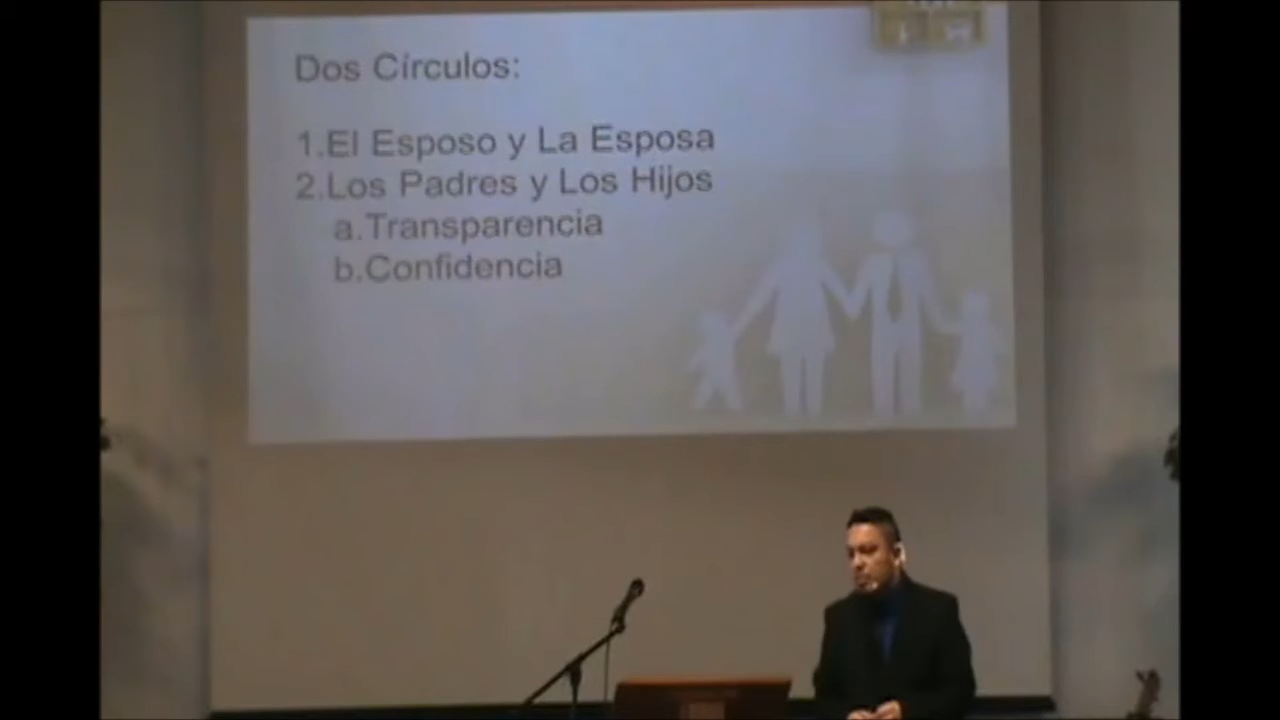 Dos Círculos:
1.El Esposo y La Esposa
2.Los Padres y Los Hijos
a.Transparencia
b.Confidencia